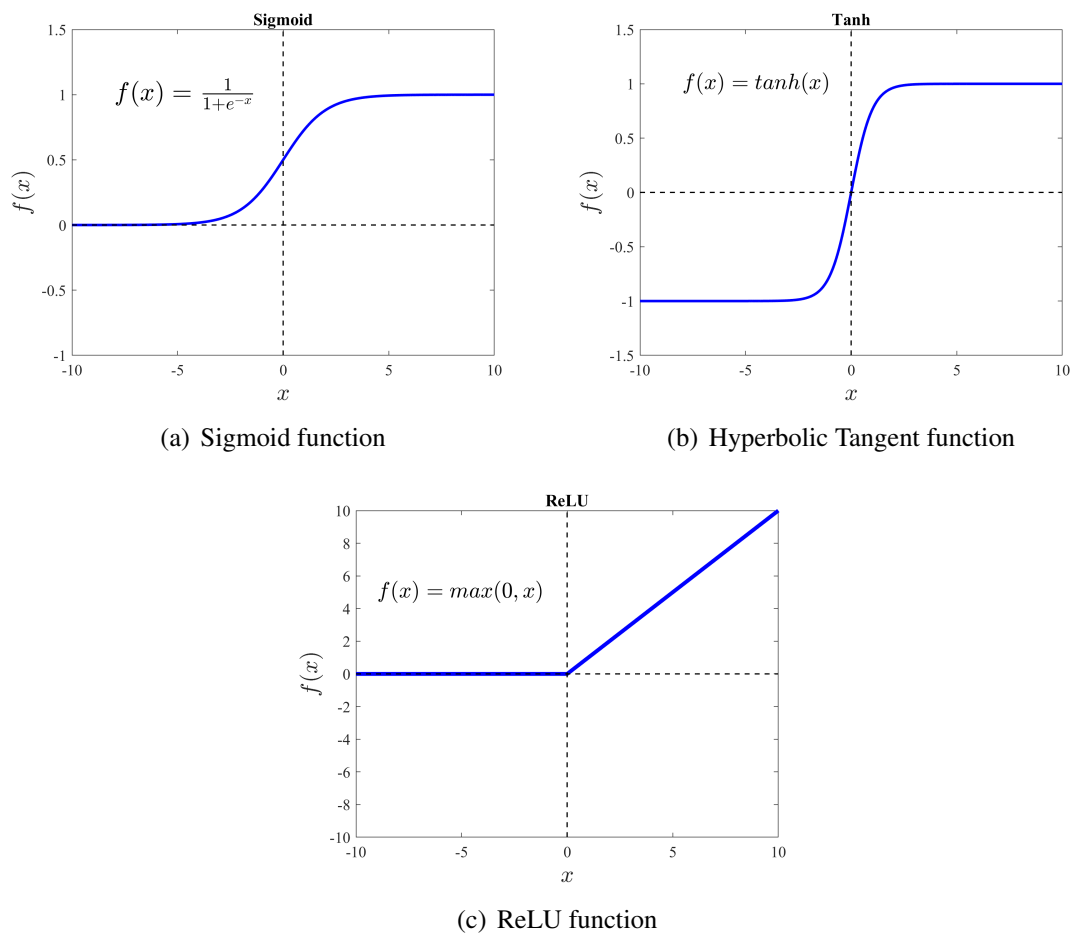 Sigmoid
1.5
f(x) = 1/(1+e^{-x})
1
0.5
0
-0.5
-1
f(x)
-10 -5 0 5 10
x
(a) Sigmoid function
Tanh
1.5
f(x) = tanh(x)
1
0.5
0
-0.5
-1
-1.5
f(x)
-10 -5 0 5 10
x
(b) Hyperbolic Tangent function
ReLU
10
8
6
f(x) = max(0, x)
4
2
0
-2
-4
-6
-8
-10
f(x)
-10 -5 0 5 10
x
(c) ReLU function